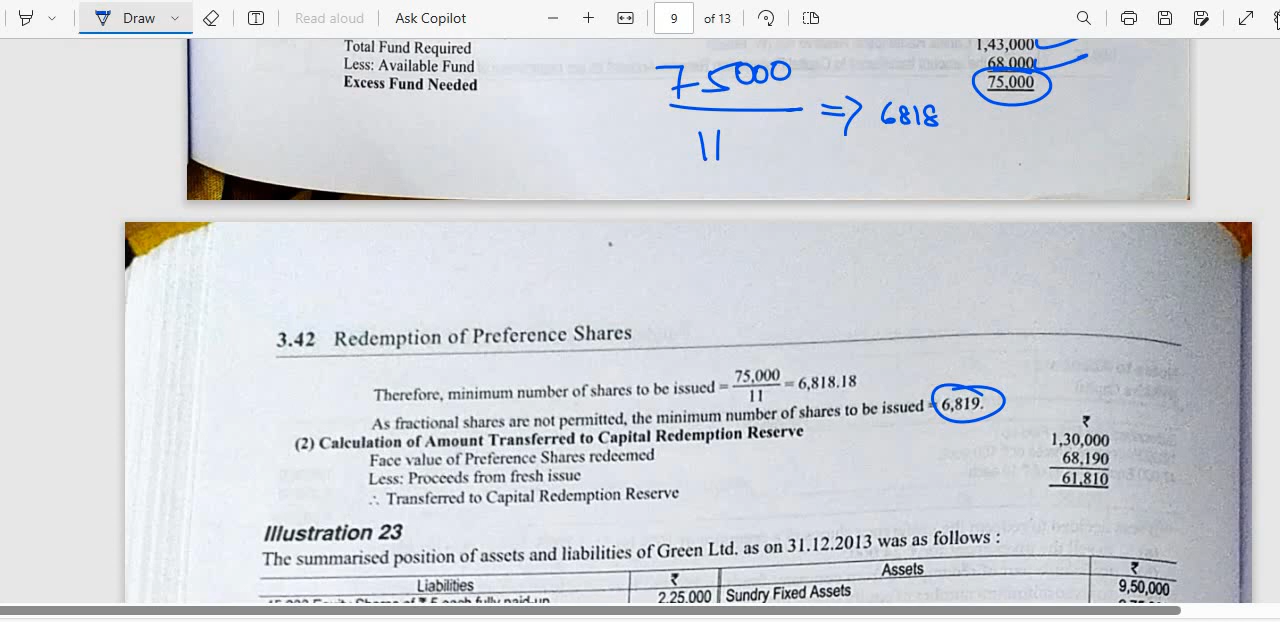 Draw
Read aloud
Ask Copilot
9 of 13
Total Fund Required 1,43,000
Less: Available Fund 68,000
Excess Fund Needed 75,000
75000
11
=> 6818
3.42 Redemption of Preference Shares
Therefore, minimum number of shares to be issued = 75,000 / 11 = 6,818.18
As fractional shares are not permitted, the minimum number of shares to be issued = 6,819.
(2) Calculation of Amount Transferred to Capital Redemption Reserve ₹
Face value of Preference Shares redeemed 1,30,000
Less: Proceeds from fresh issue 68,190
∴ Transferred to Capital Redemption Reserve 61,810
Illustration 23
The summarised position of assets and liabilities of Green Ltd. as on 31.12.2013 was as follows :
Liabilities ₹ Assets ₹
2,25,000 Sundry Fixed Assets 9,50,000